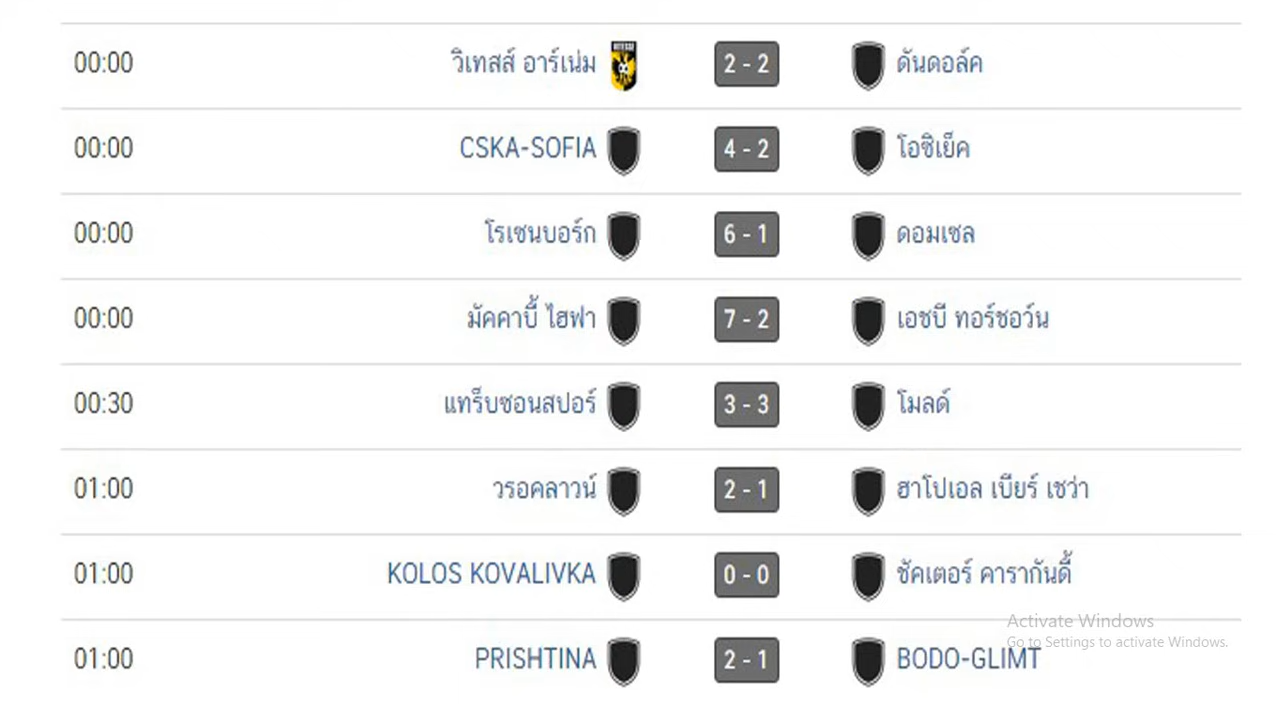 00:00 วิเทสส์ อาร์เน่ม 2 - 2 ดันดอล์ค
00:00 CSKA-SOFIA 4 - 2 โอซิเย็ค
00:00 โรเซนบอร์ก 6 - 1 ดอมเซล
00:00 มัคคาบี้ ไฮฟา 7 - 2 เอชบี ทอร์ชอว์น
00:30 แทร็บซอนสปอร์ 3 - 3 โมลด์
01:00 วรอคลาวน์ 2 - 1 ฮาโปเอล เบียร์ เชว่า
01:00 KOLOS KOVALIVKA 0 - 0 ชัคเตอร์ คารากันดี้
Activate Windows
Go to Settings to activate Windows.
01:00 PRISHTINA 2 - 1 BODO-GLIMT